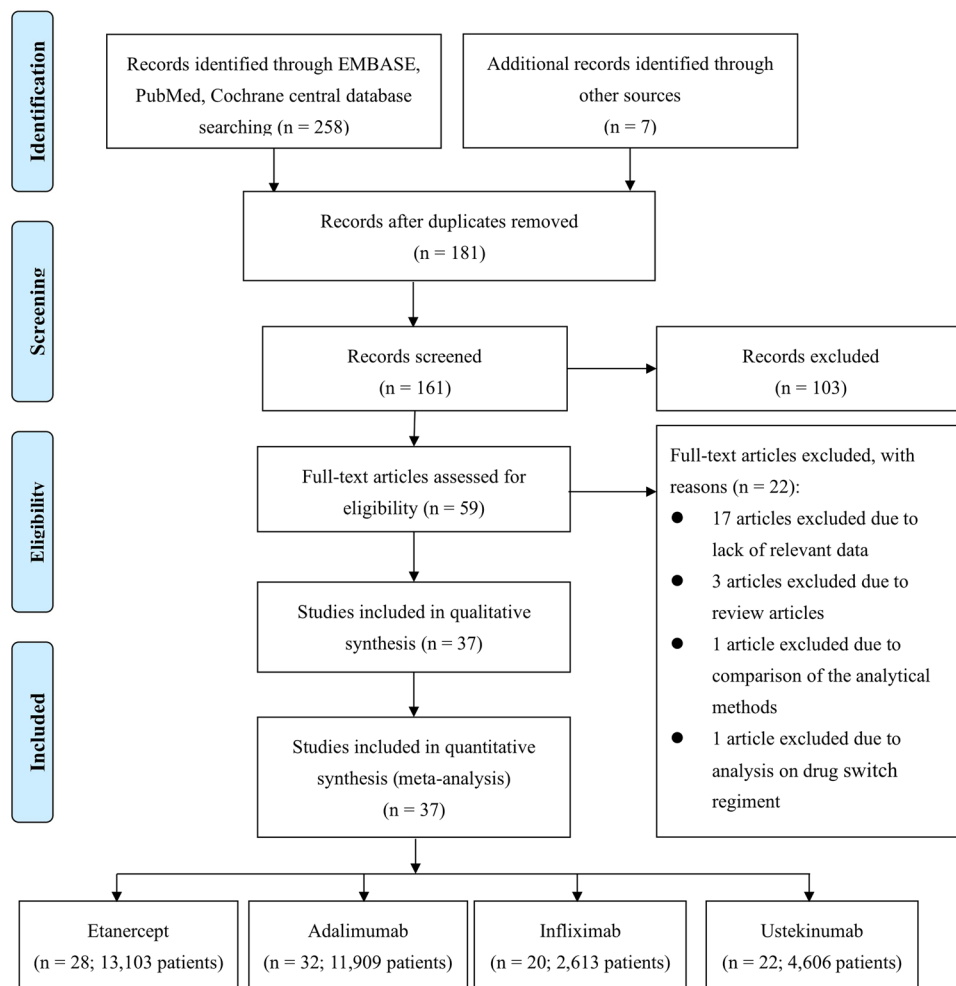 Identification
Records identified through EMBASE,
PubMed, Cochrane central database
searching (n = 258)
Additional records identified through
other sources
(n = 7)
Records after duplicates removed
(n = 181)
Screening
Records screened
(n = 161)
Records excluded
(n = 103)
Eligibility
Full-text articles assessed for
eligibility (n = 59)
Full-text articles excluded, with
reasons (n = 22):
● 17 articles excluded due to
lack of relevant data
● 3 articles excluded due to
review articles
● 1 article excluded due to
comparison of the analytical
methods
● 1 article excluded due to
analysis on drug switch
regiment
Studies included in qualitative
synthesis (n = 37)
Included
Studies included in quantitative
synthesis (meta-analysis)
(n = 37)
Etanercept
(n = 28; 13,103 patients)
Adalimumab
(n = 32; 11,909 patients)
Infliximab
(n = 20; 2,613 patients)
Ustekinumab
(n = 22; 4,606 patients)